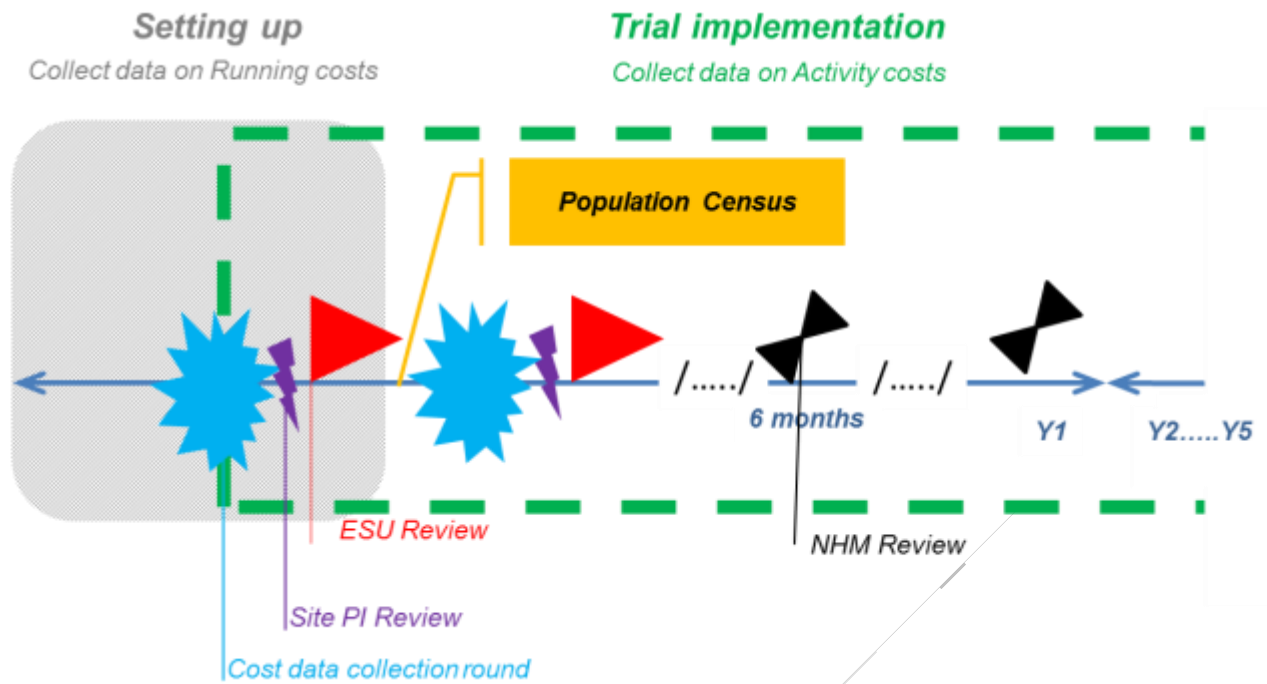 Setting up
Collect data on Running costs
Trial implementation
Collect data on Activity costs
Population Census
/...../
/...../
6 months
Y1
Y2.....Y5
ESU Review
NHM Review
Site PI Review
Cost data collection round